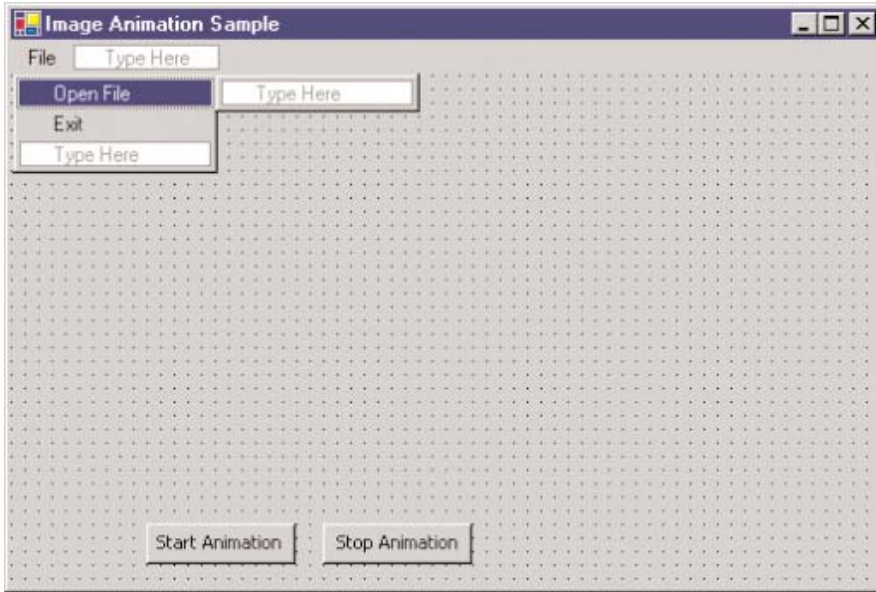 Image Animation Sample
File Type Here
Open File Type Here
Exit
Type Here
Start Animation Stop Animation